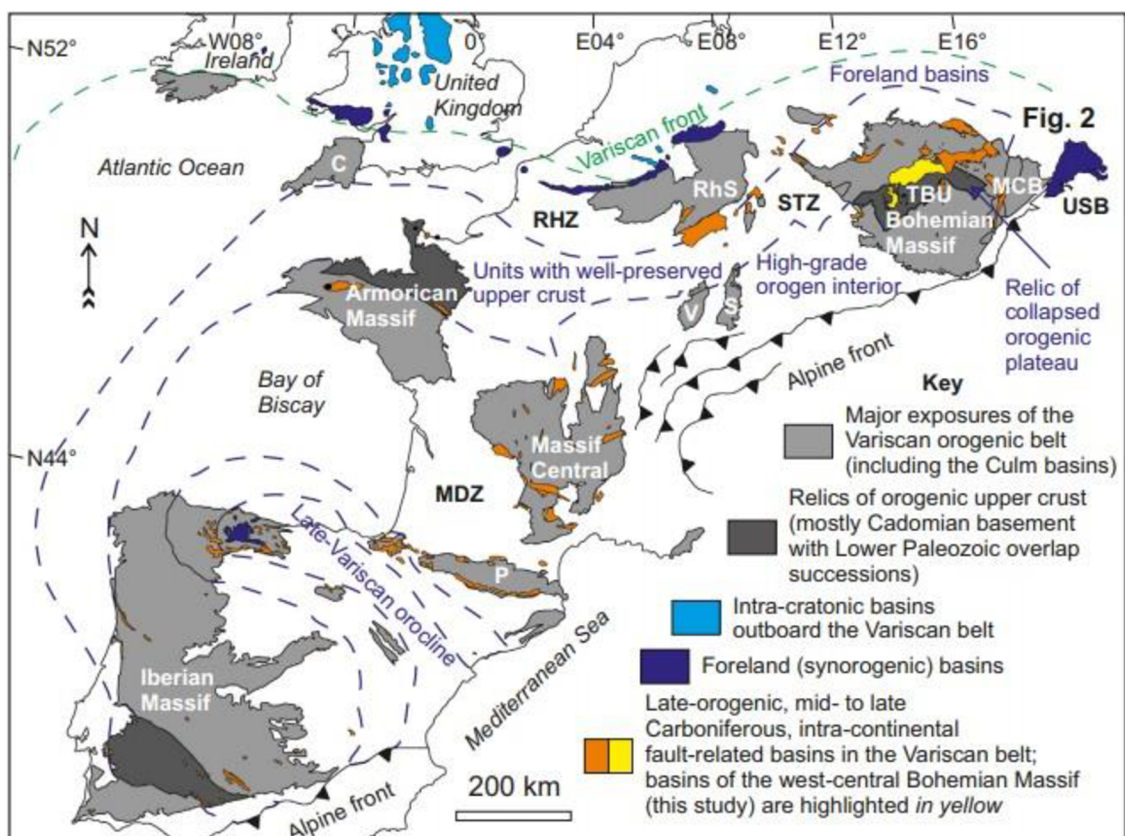 N52°
W08°
0°
E04°
E08°
E12°
E16°
Ireland
United
Kingdom
Foreland basins
Fig. 2
Atlantic Ocean
Variscan front
C
RhS
STZ
TBU
MCB
USB
RHZ
Bohemian
Massif
N
Units with well-preserved
upper crust
High-grade
orogen interior
Relic of
collapsed
orogenic
plateau
Armorican
Massif
V
S
Alpine front
Bay of
Biscay
Key
Major exposures of the
Variscan orogenic belt
(including the Culm basins)
N44°
Massif
Central
MDZ
Relics of orogenic upper crust
(mostly Cadomian basement
with Lower Paleozoic overlap
successions)
Late-Variscan orocline
P
Intra-cratonic basins
outboard the Variscan belt
Mediterranean Sea
Foreland (synorogenic) basins
Iberian
Massif
Late-orogenic, mid- to late
Carboniferous, intra-continental
fault-related basins in the Variscan belt;
basins of the west-central Bohemian Massif
(this study) are highlighted in yellow
200 km
Alpine front